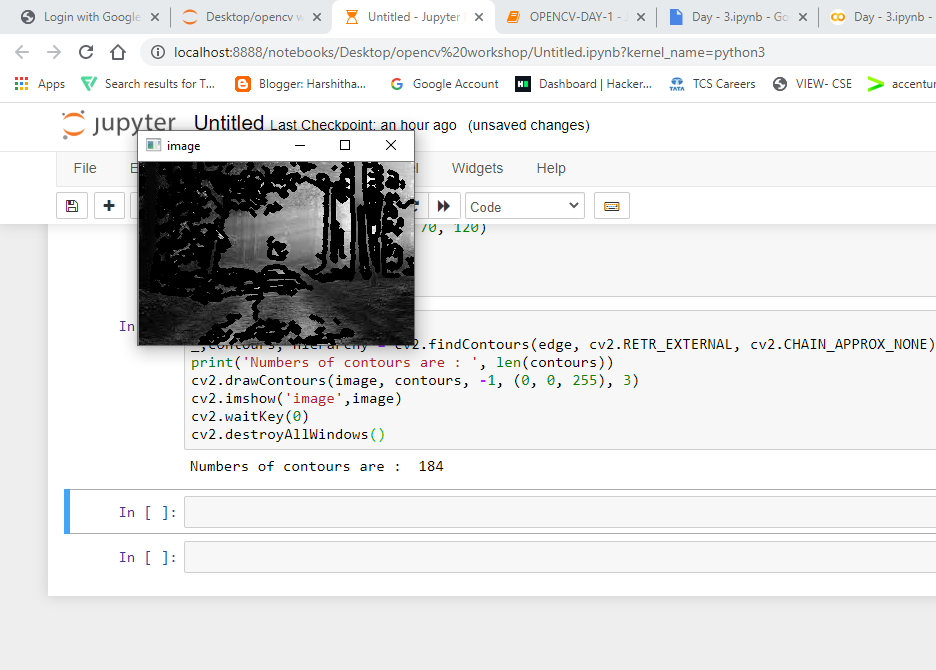 Login with Google
Desktop/opencv w
Untitled - Jupyter
OPENCV-DAY-1 -
Day - 3.ipynb - Go
Day - 3.ipynb -
localhost:8888/notebooks/Desktop/opencv%20workshop/Untitled.ipynb?kernel_name=python3
Apps
Search results for T...
Blogger: Harshitha...
Google Account
Dashboard | Hacker...
TCS Careers
VIEW- CSE
accentur
jupyter
Untitled Last Checkpoint: an hour ago (unsaved changes)
image
File
Widgets
Help
Code
70, 120)
In
_,contours, hierarchy = cv2.findContours(edge, cv2.RETR_EXTERNAL, cv2.CHAIN_APPROX_NONE)
print('Numbers of contours are : ', len(contours))
cv2.drawContours(image, contours, -1, (0, 0, 255), 3)
cv2.imshow('image',image)
cv2.waitKey(0)
cv2.destroyAllWindows()
Numbers of contours are :  184
In [ ]:
In [ ]: